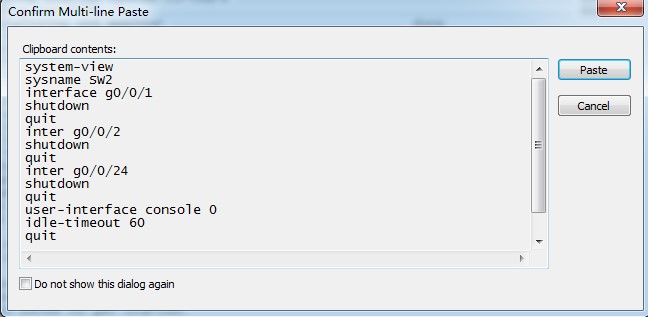 Confirm Multi-line Paste
Clipboard contents:
system-view
sysname SW2
interface g0/0/1
shutdown
quit
inter g0/0/2
shutdown
quit
inter g0/0/24
shutdown
quit
user-interface console 0
idle-timeout 60
quit
Paste
Cancel
Do not show this dialog again